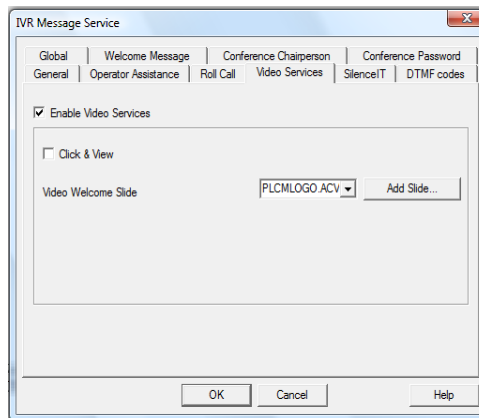 IVR Message Service
Global Welcome Message Conference Chairperson Conference Password
General Operator Assistance Roll Call Video Services SilenceIT DTMF codes
Enable Video Services
Click & View
Video Welcome Slide PLCMLOGO.ACV Add Slide...
OK Cancel Help